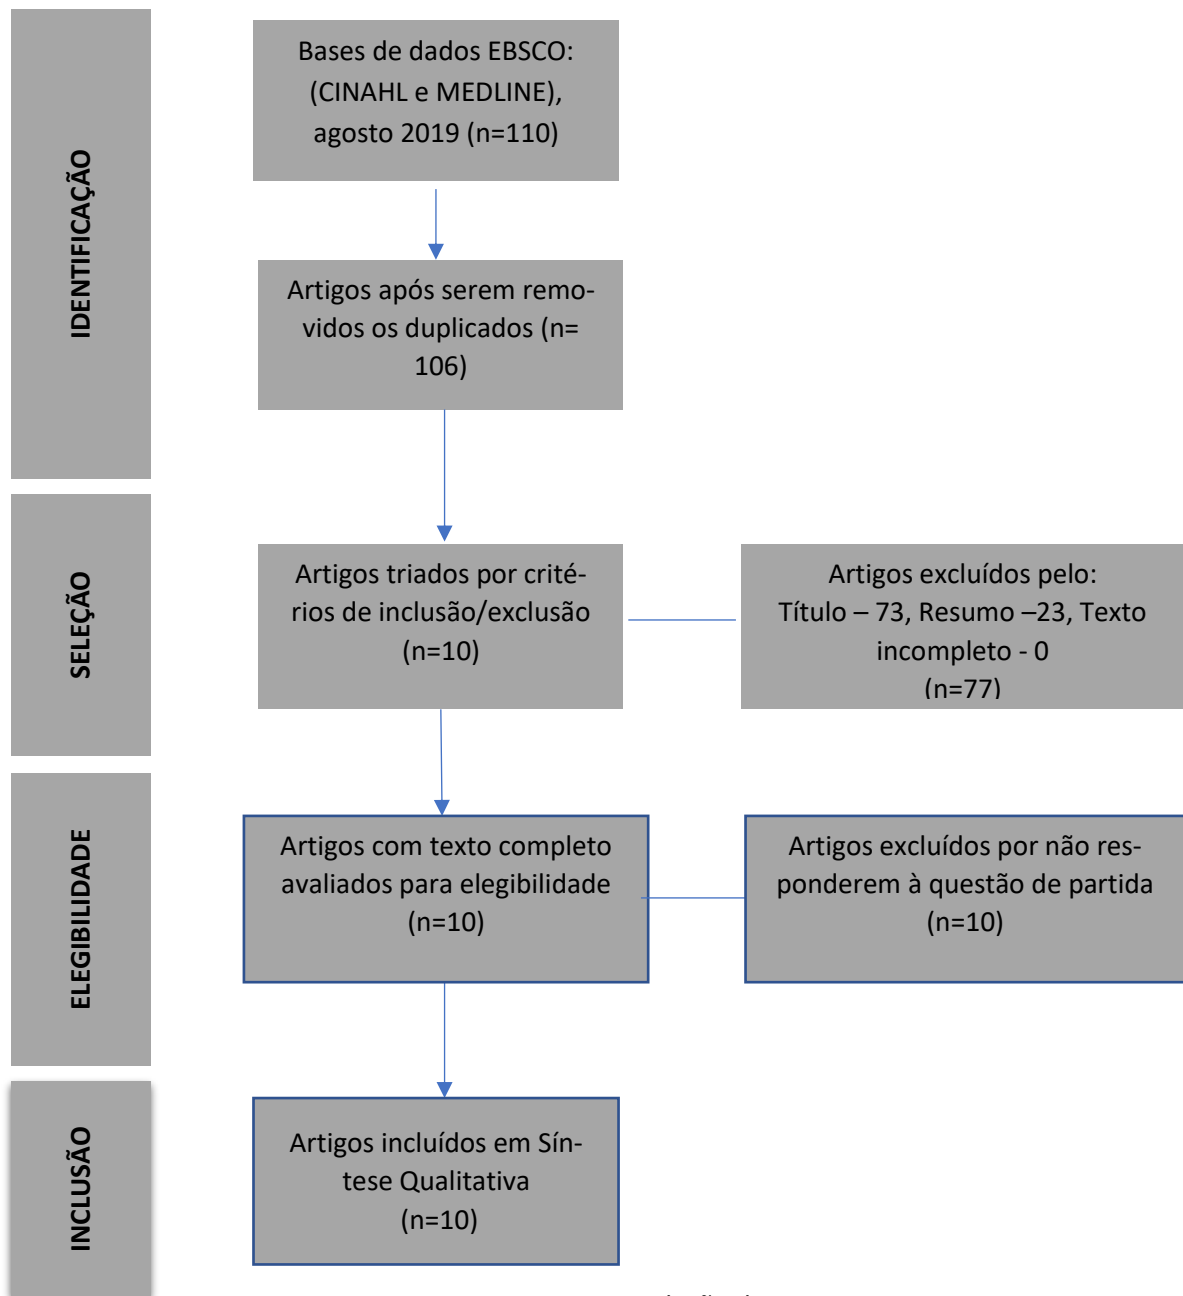 IDENTIFICAÇÃO
Bases de dados EBSCO:
(CINAHL e MEDLINE),
agosto 2019 (n=110)
Artigos após serem remo-
vidos os duplicados (n=
106)
SELEÇÃO
Artigos triados por crité-
rios de inclusão/exclusão
(n=10)
Artigos excluídos pelo:
Título – 73, Resumo –23, Texto
incompleto - 0
(n=77)
ELEGIBILIDADE
Artigos com texto completo
avaliados para elegibilidade
(n=10)
Artigos excluídos por não res-
ponderem à questão de partida
(n=10)
INCLUSÃO
Artigos incluídos em Sín-
tese Qualitativa
(n=10)